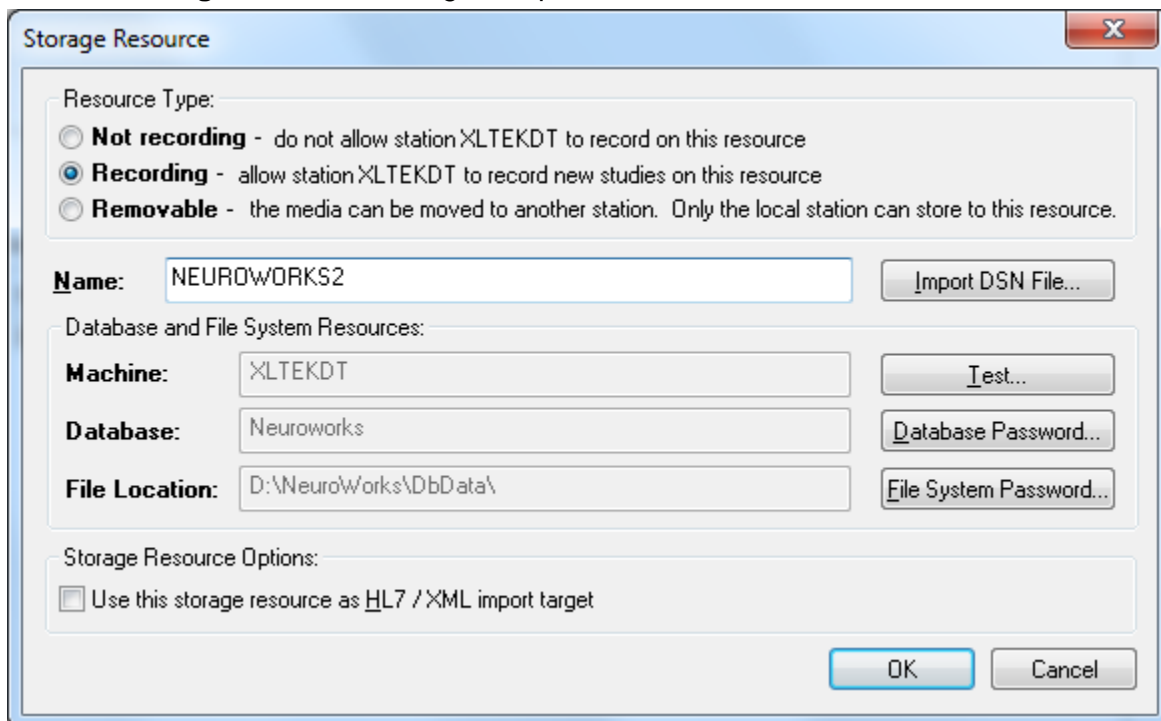 Storage Resource
Resource Type:
Not recording - do not allow station XLTEKDT to record on this resource
Recording - allow station XLTEKDT to record new studies on this resource
Removable - the media can be moved to another station. Only the local station can store to this resource.
Name: NEUROWORKS2 Import DSN File...
Database and File System Resources:
Machine: XLTEKDT Test...
Database: Neuroworks Database Password...
File Location: D:\NeuroWorks\DbData\ File System Password...
Storage Resource Options:
Use this storage resource as HL7 / XML import target
OK Cancel